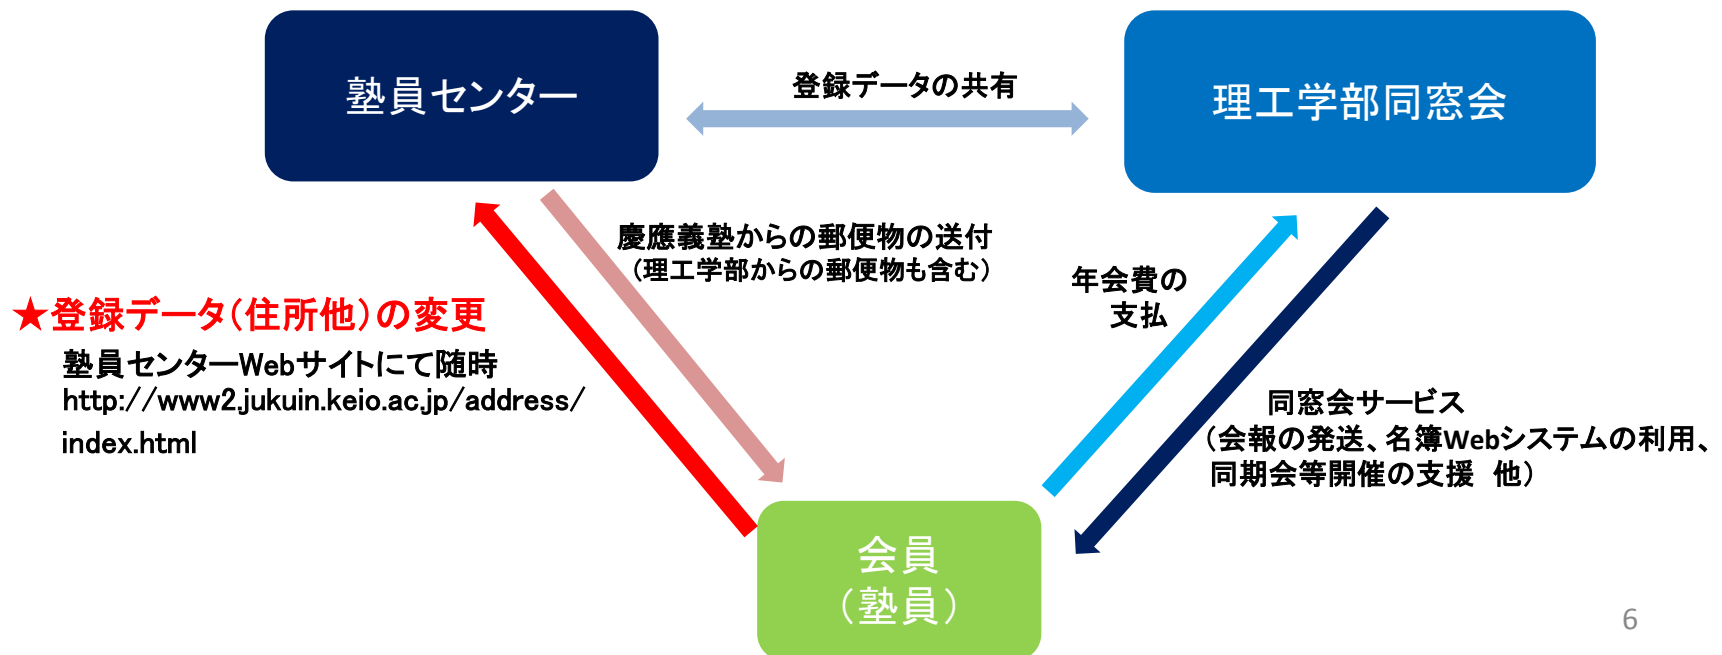 塾員センター
登録データの共有
理工学部同窓会
慶應義塾からの郵便物の送付
（理工学部からの郵便物も含む）
年会費の
支払
★登録データ（住所他）の変更
塾員センターWebサイトにて随時
http://www2.jukuin.keio.ac.jp/address/
index.html
同窓会サービス
（会報の発送、名簿Webシステムの利用、
同期会等開催の支援　他）
会員
（塾員）
6